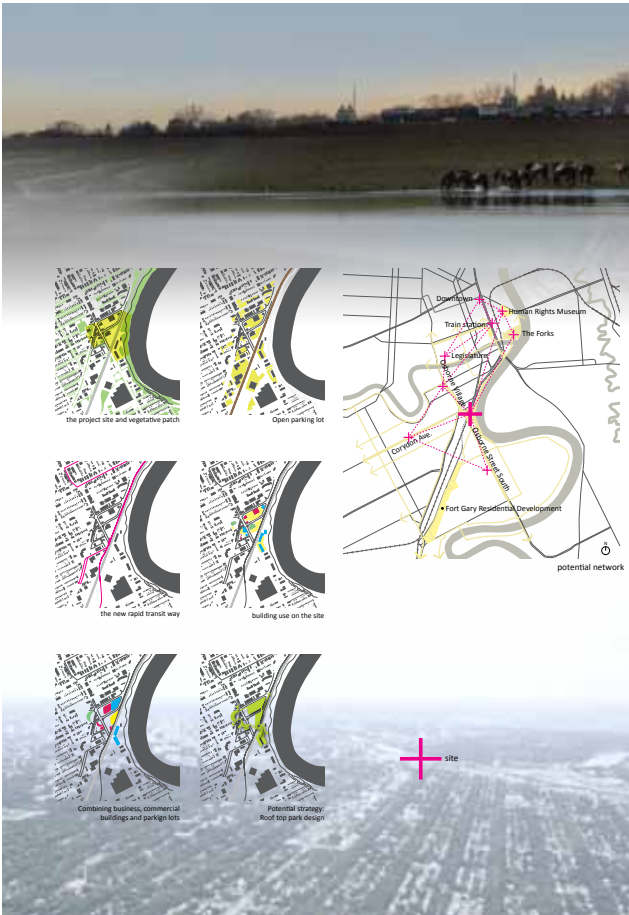 the project site and vegetative patch
Open parking lot
Downtown
Human Rights Museum
Train station
The Forks
Legislature
Osborne Village
Corydon Ave.
Osborne Street South
Fort Gary Residential Development
N
potential network
the new rapid transit way
building use on the site
Combining business, commercial
buildings and parkign lots
Potential strategy:
Roof top park design
site